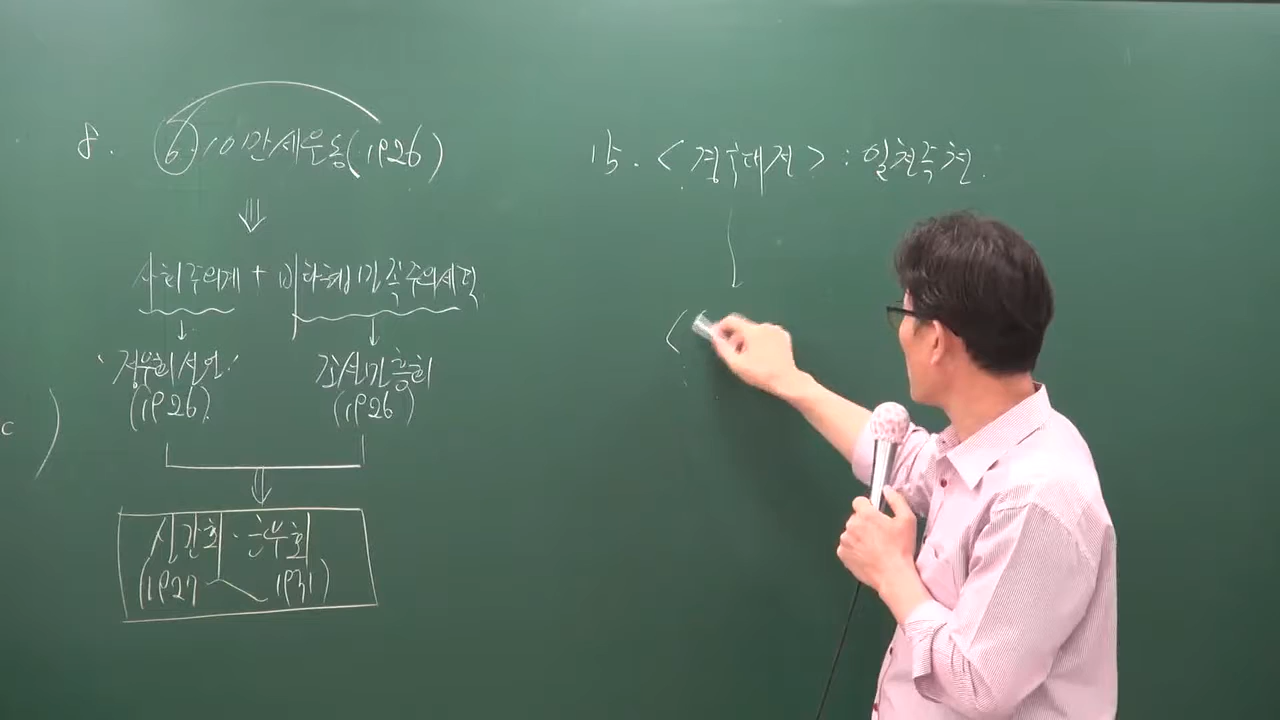 8. 6.10만세운동(1926)
사회주의계 + 비타협민족주의세력
'정우회선언'
조선민흥회
(1926)
(1926)
신간회·근우회
(1927~1931)
15. <경국대전> : 일천즉천.
<
c )